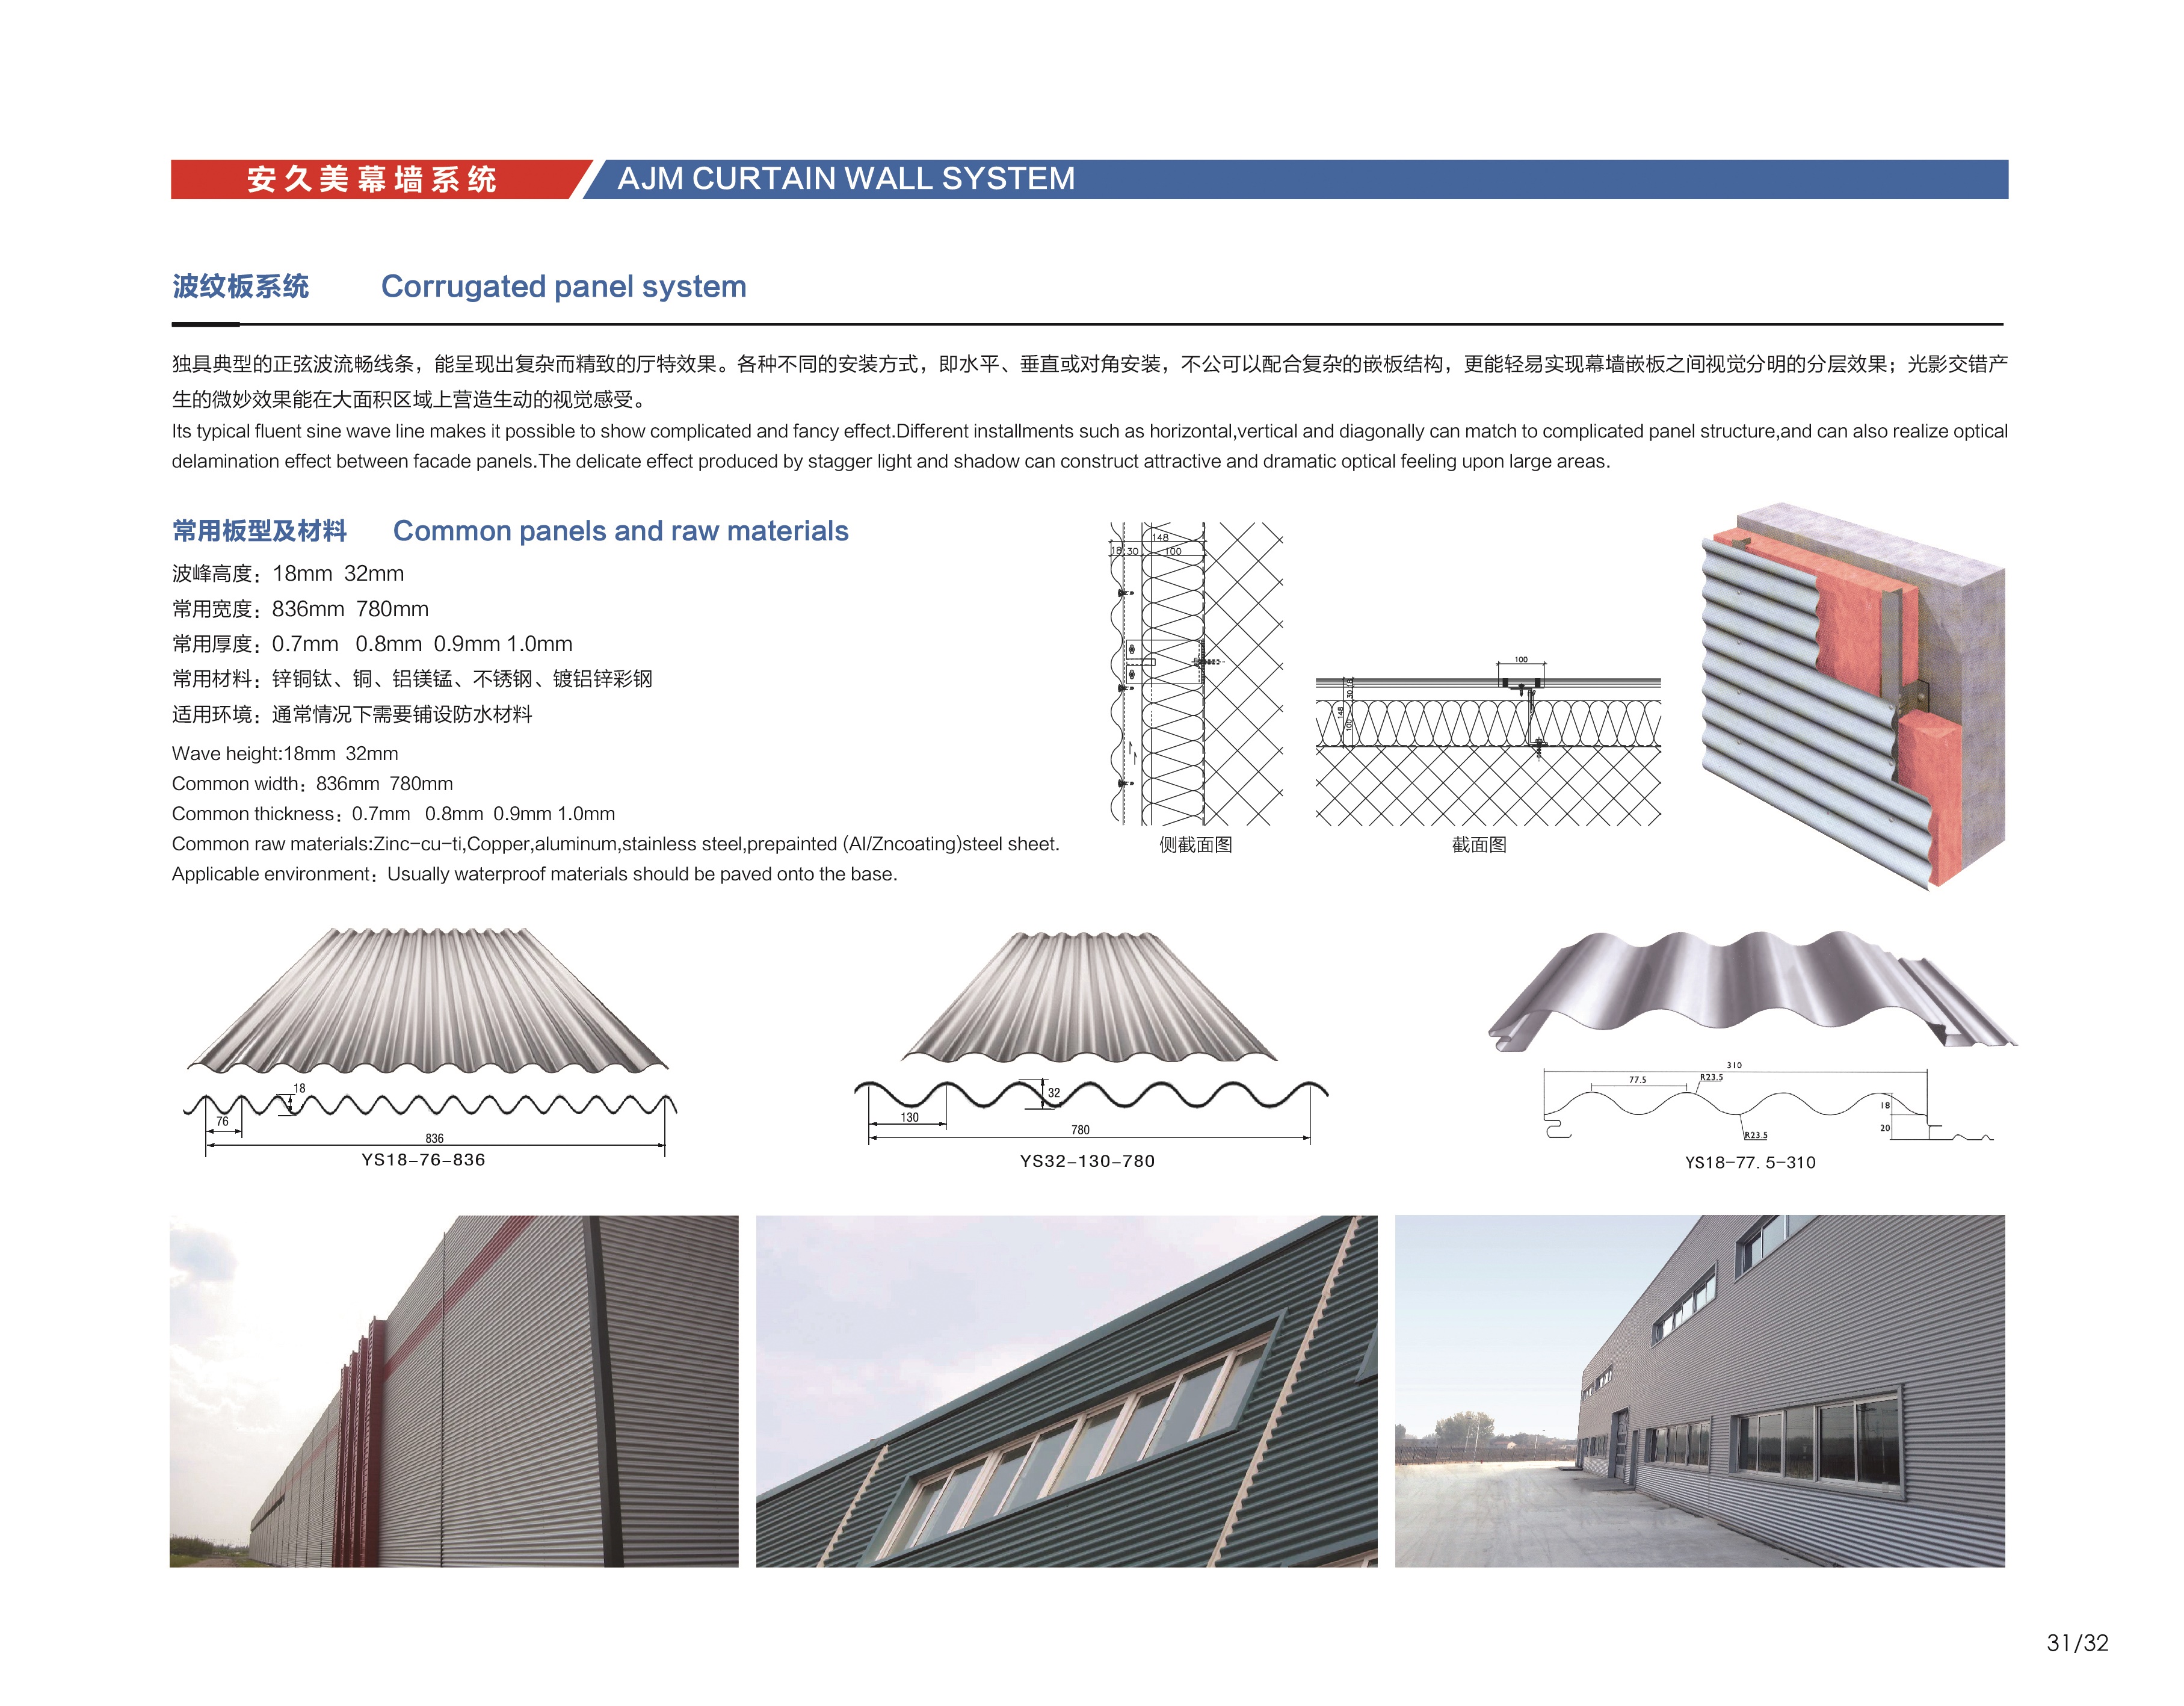 安久美幕墙系统 AJM CURTAIN WALL SYSTEM
波纹板系统 Corrugated panel system
独具典型的正弦波流畅线条，能呈现出复杂而精致的厅特效果。各种不同的安装方式，即水平、垂直或对角安装，不公可以配合复杂的嵌板结构，更能轻易实现幕墙嵌板之间视觉分明的分层效果；光影交错产
生的微妙效果能在大面积区域上营造生动的视觉感受。
Its typical fluent sine wave line makes it possible to show complicated and fancy effect.Different installments such as horizontal,vertical and diagonally can match to complicated panel structure,and can also realize optical
delamination effect between facade panels.The delicate effect produced by stagger light and shadow can construct attractive and dramatic optical feeling upon large areas.
常用板型及材料 Common panels and raw materials
波峰高度：18mm 32mm
常用宽度：836mm 780mm
常用厚度：0.7mm 0.8mm 0.9mm 1.0mm
常用材料：锌铜钛、铜、铝镁锰、不锈钢、镀铝锌彩钢
适用环境：通常情况下需要铺设防水材料
Wave height:18mm 32mm
Common width：836mm 780mm
Common thickness：0.7mm 0.8mm 0.9mm 1.0mm
Common raw materials:Zinc-cu-ti,Copper,aluminum,stainless steel,prepainted (Al/Zncoating)steel sheet.
Applicable environment：Usually waterproof materials should be paved onto the base.
148
18 30 100
侧截面图
100
18
30
148
100
截面图
18
76
836
YS18-76-836
32
130
780
YS32-130-780
310
77.5
R23.5
18
20
R23.5
YS18-77.5-310
31/32